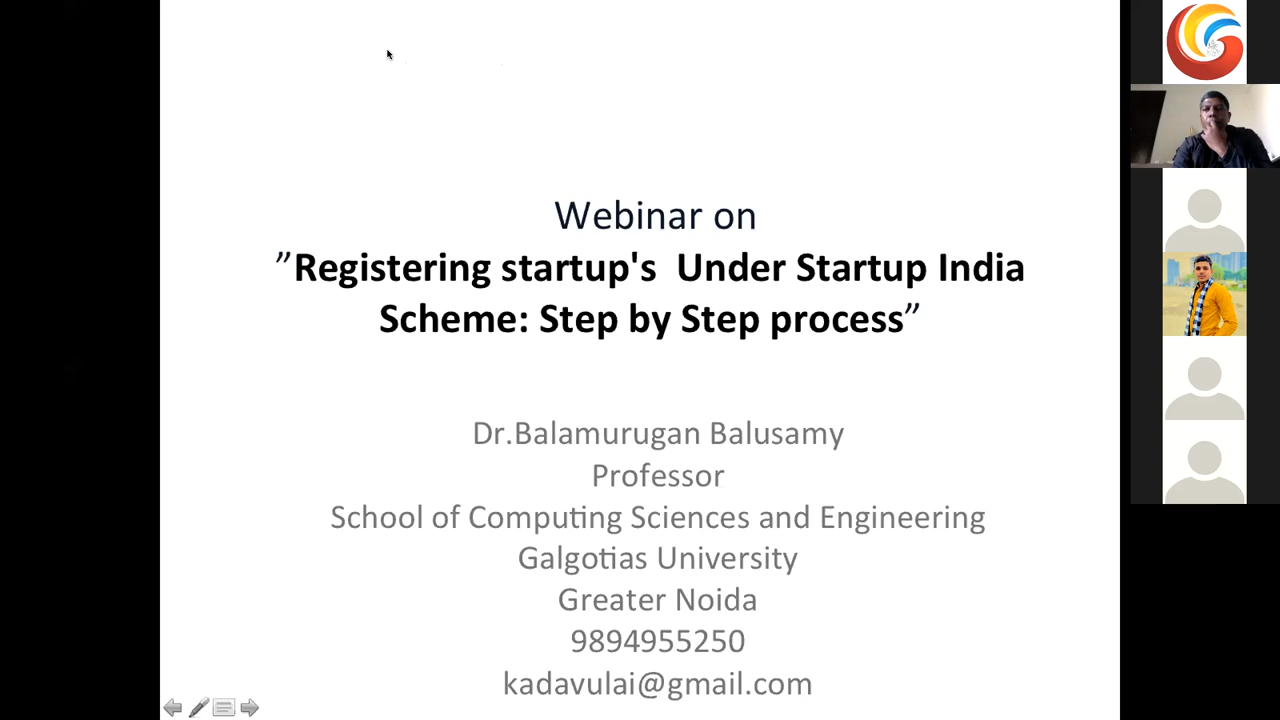 Webinar on
”Registering startup's  Under Startup India
Scheme: Step by Step process”
Dr.Balamurugan Balusamy
Professor
School of Computing Sciences and Engineering
Galgotias University
Greater Noida
9894955250
kadavulai@gmail.com